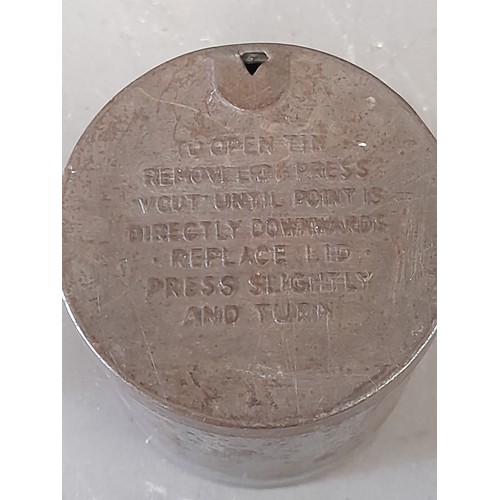 TO OPEN TIN
REMOVE LID & PRESS
V CUT UNTIL POINT IS
DIRECTLY DOWNWARDS
· REPLACE LID ·
PRESS SLIGHTLY
AND TURN